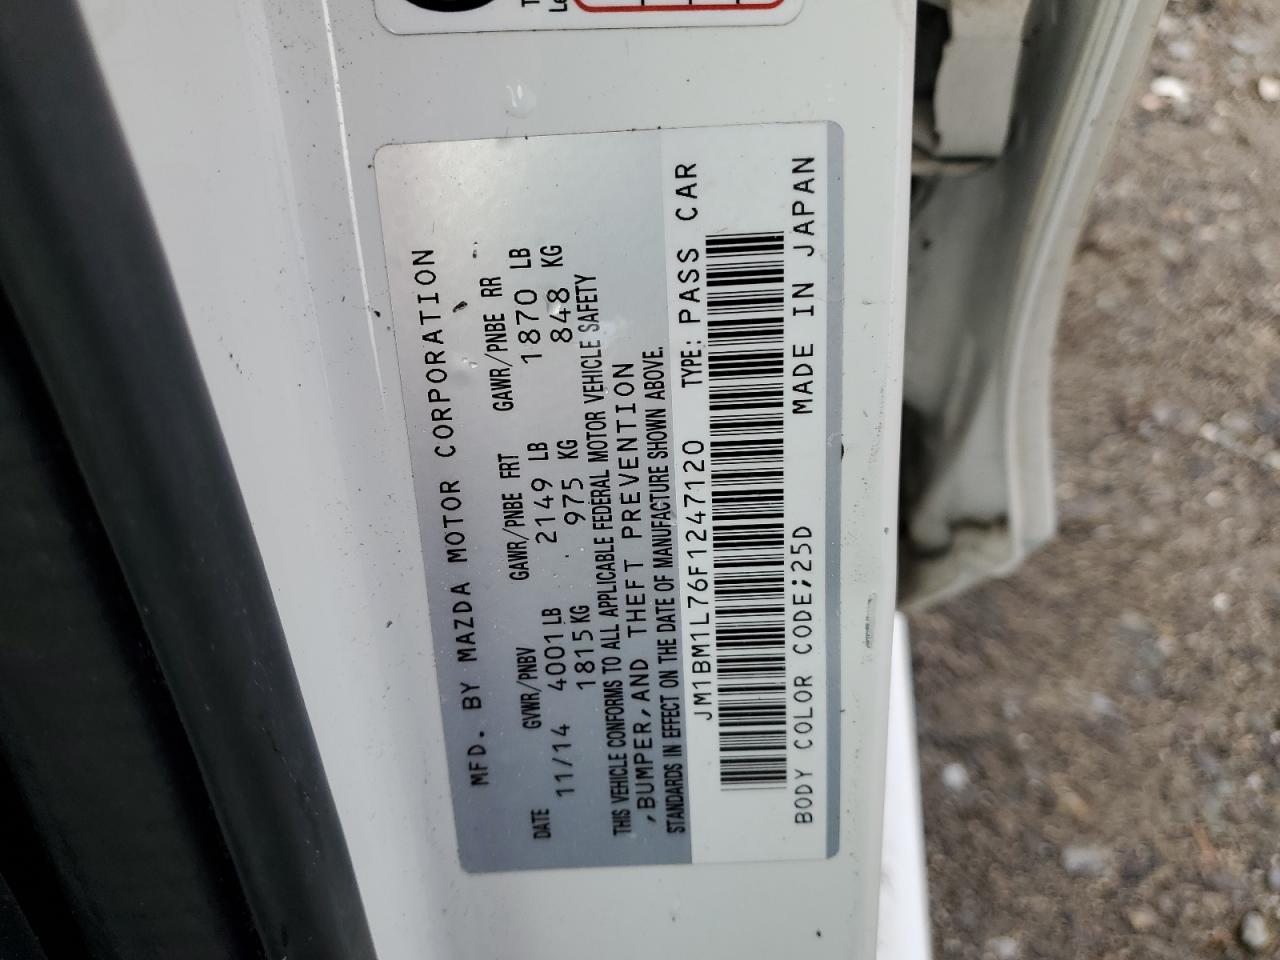 MFD. BY MAZDA MOTOR CORPORATION
DATE GVWR/PNBV GAWR/PNBE FRT GAWR/PNBE RR
11/14 4001 LB 2149 LB 1870 LB
1815 KG 975 KG 848 KG
THIS VEHICLE CONFORMS TO ALL APPLICABLE FEDERAL MOTOR VEHICLE SAFETY
,BUMPER,AND THEFT PREVENTION
STANDARDS IN EFFECT ON THE DATE OF MANUFACTURE SHOWN ABOVE.
JM1BM1L76F1247120 TYPE: PASS CAR
BODY COLOR CODE;25D MADE IN JAPAN